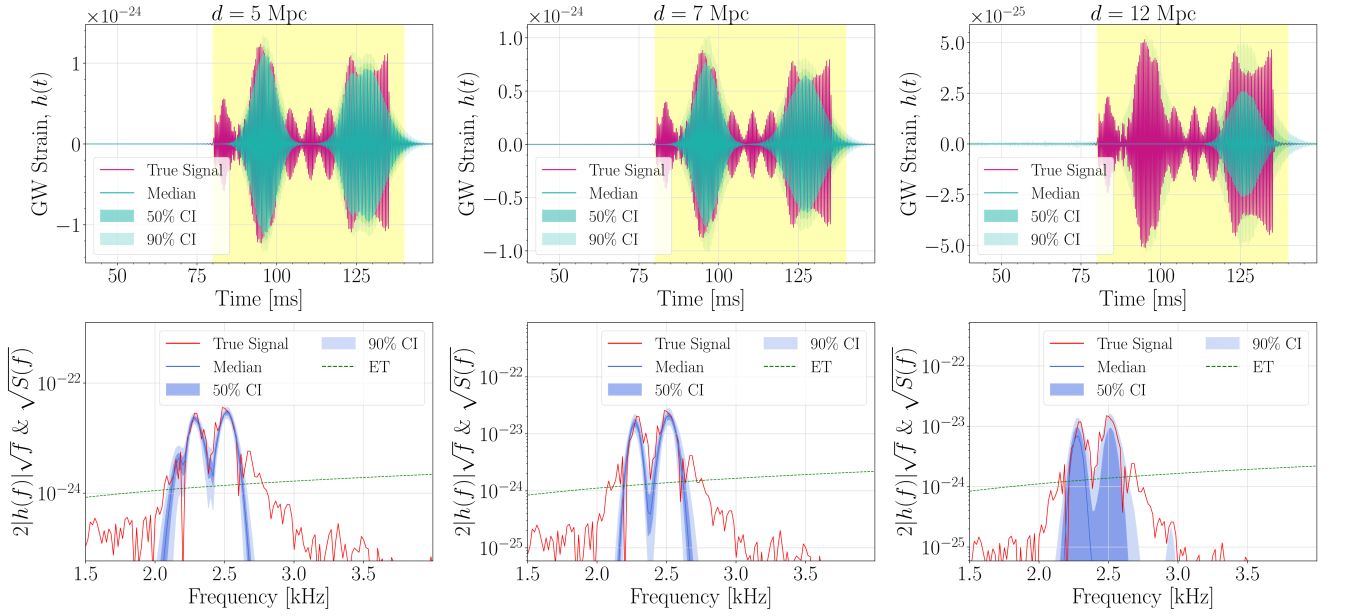 ×10⁻²⁴ d = 5 Mpc
GW Strain, h(t)
1
0
−1
True Signal
Median
50% CI
90% CI
50 75 100 125
Time [ms]
×10⁻²⁴ d = 7 Mpc
GW Strain, h(t)
1.0
0.5
0.0
−0.5
−1.0
True Signal
Median
50% CI
90% CI
50 75 100 125
Time [ms]
×10⁻²⁵ d = 12 Mpc
GW Strain, h(t)
5.0
2.5
0.0
−2.5
−5.0
True Signal
Median
50% CI
90% CI
50 75 100 125
Time [ms]
2|h(f)|√f & √S(f)
10⁻²²
10⁻²⁴
True Signal
Median
50% CI
90% CI
ET
1.5 2.0 2.5 3.0 3.5
Frequency [kHz]
2|h(f)|√f & √S(f)
10⁻²²
10⁻²³
10⁻²⁴
10⁻²⁵
True Signal
Median
50% CI
90% CI
ET
1.5 2.0 2.5 3.0 3.5
Frequency [kHz]
2|h(f)|√f & √S(f)
10⁻²²
10⁻²³
10⁻²⁴
10⁻²⁵
True Signal
Median
50% CI
90% CI
ET
1.5 2.0 2.5 3.0 3.5
Frequency [kHz]